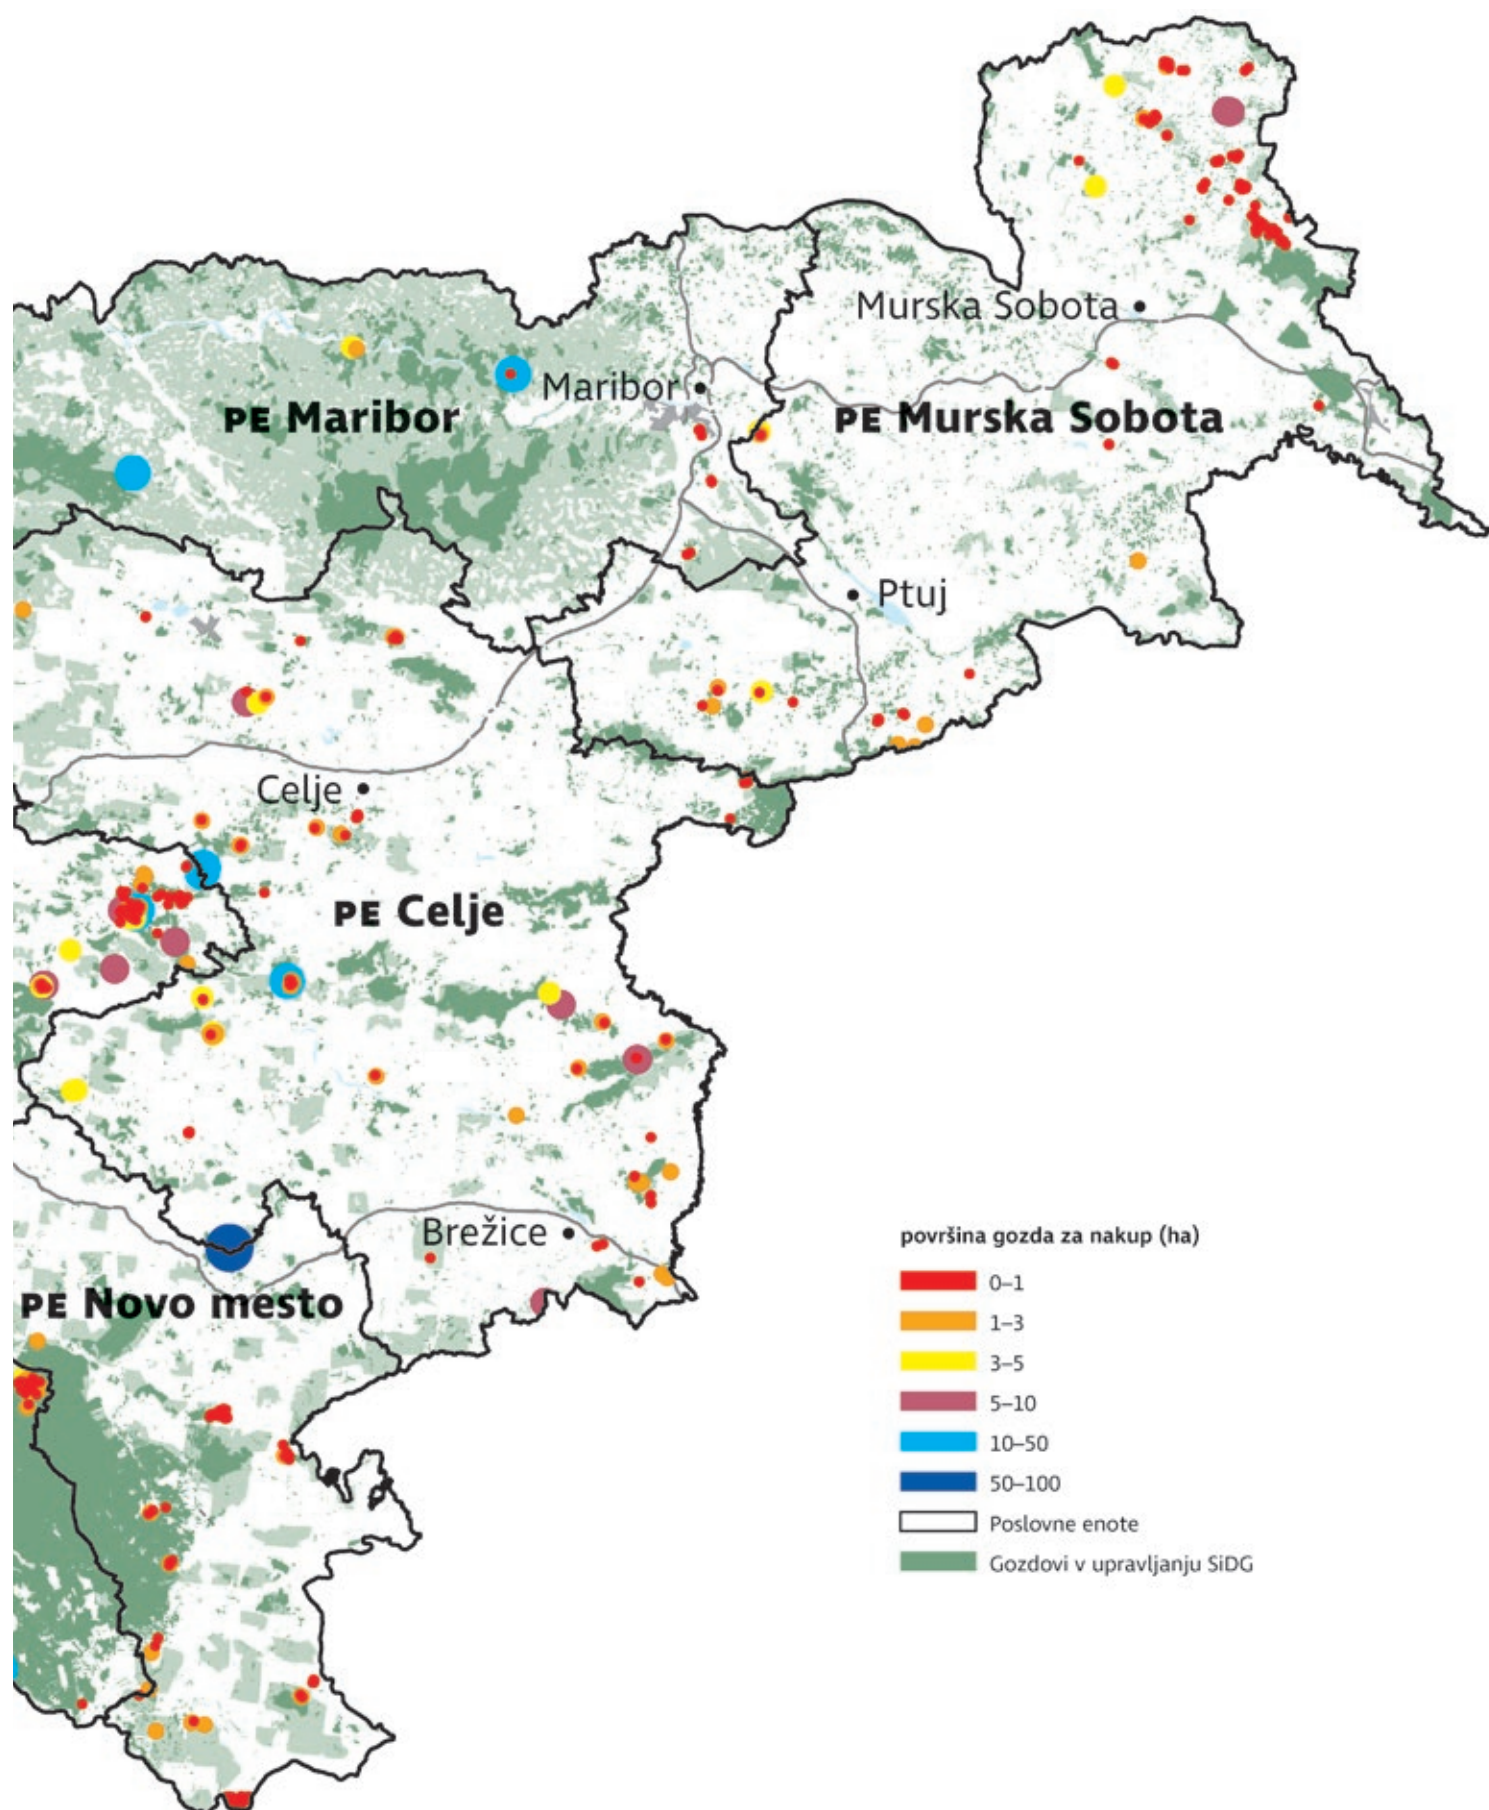 Murska Sobota
Maribor
PE Maribor
PE Murska Sobota
Ptuj
Celje
PE Celje
Brežice
PE Novo mesto
površina gozda za nakup (ha)
0–1
1–3
3–5
5–10
10–50
50–100
Poslovne enote
Gozdovi v upravljanju SiDG